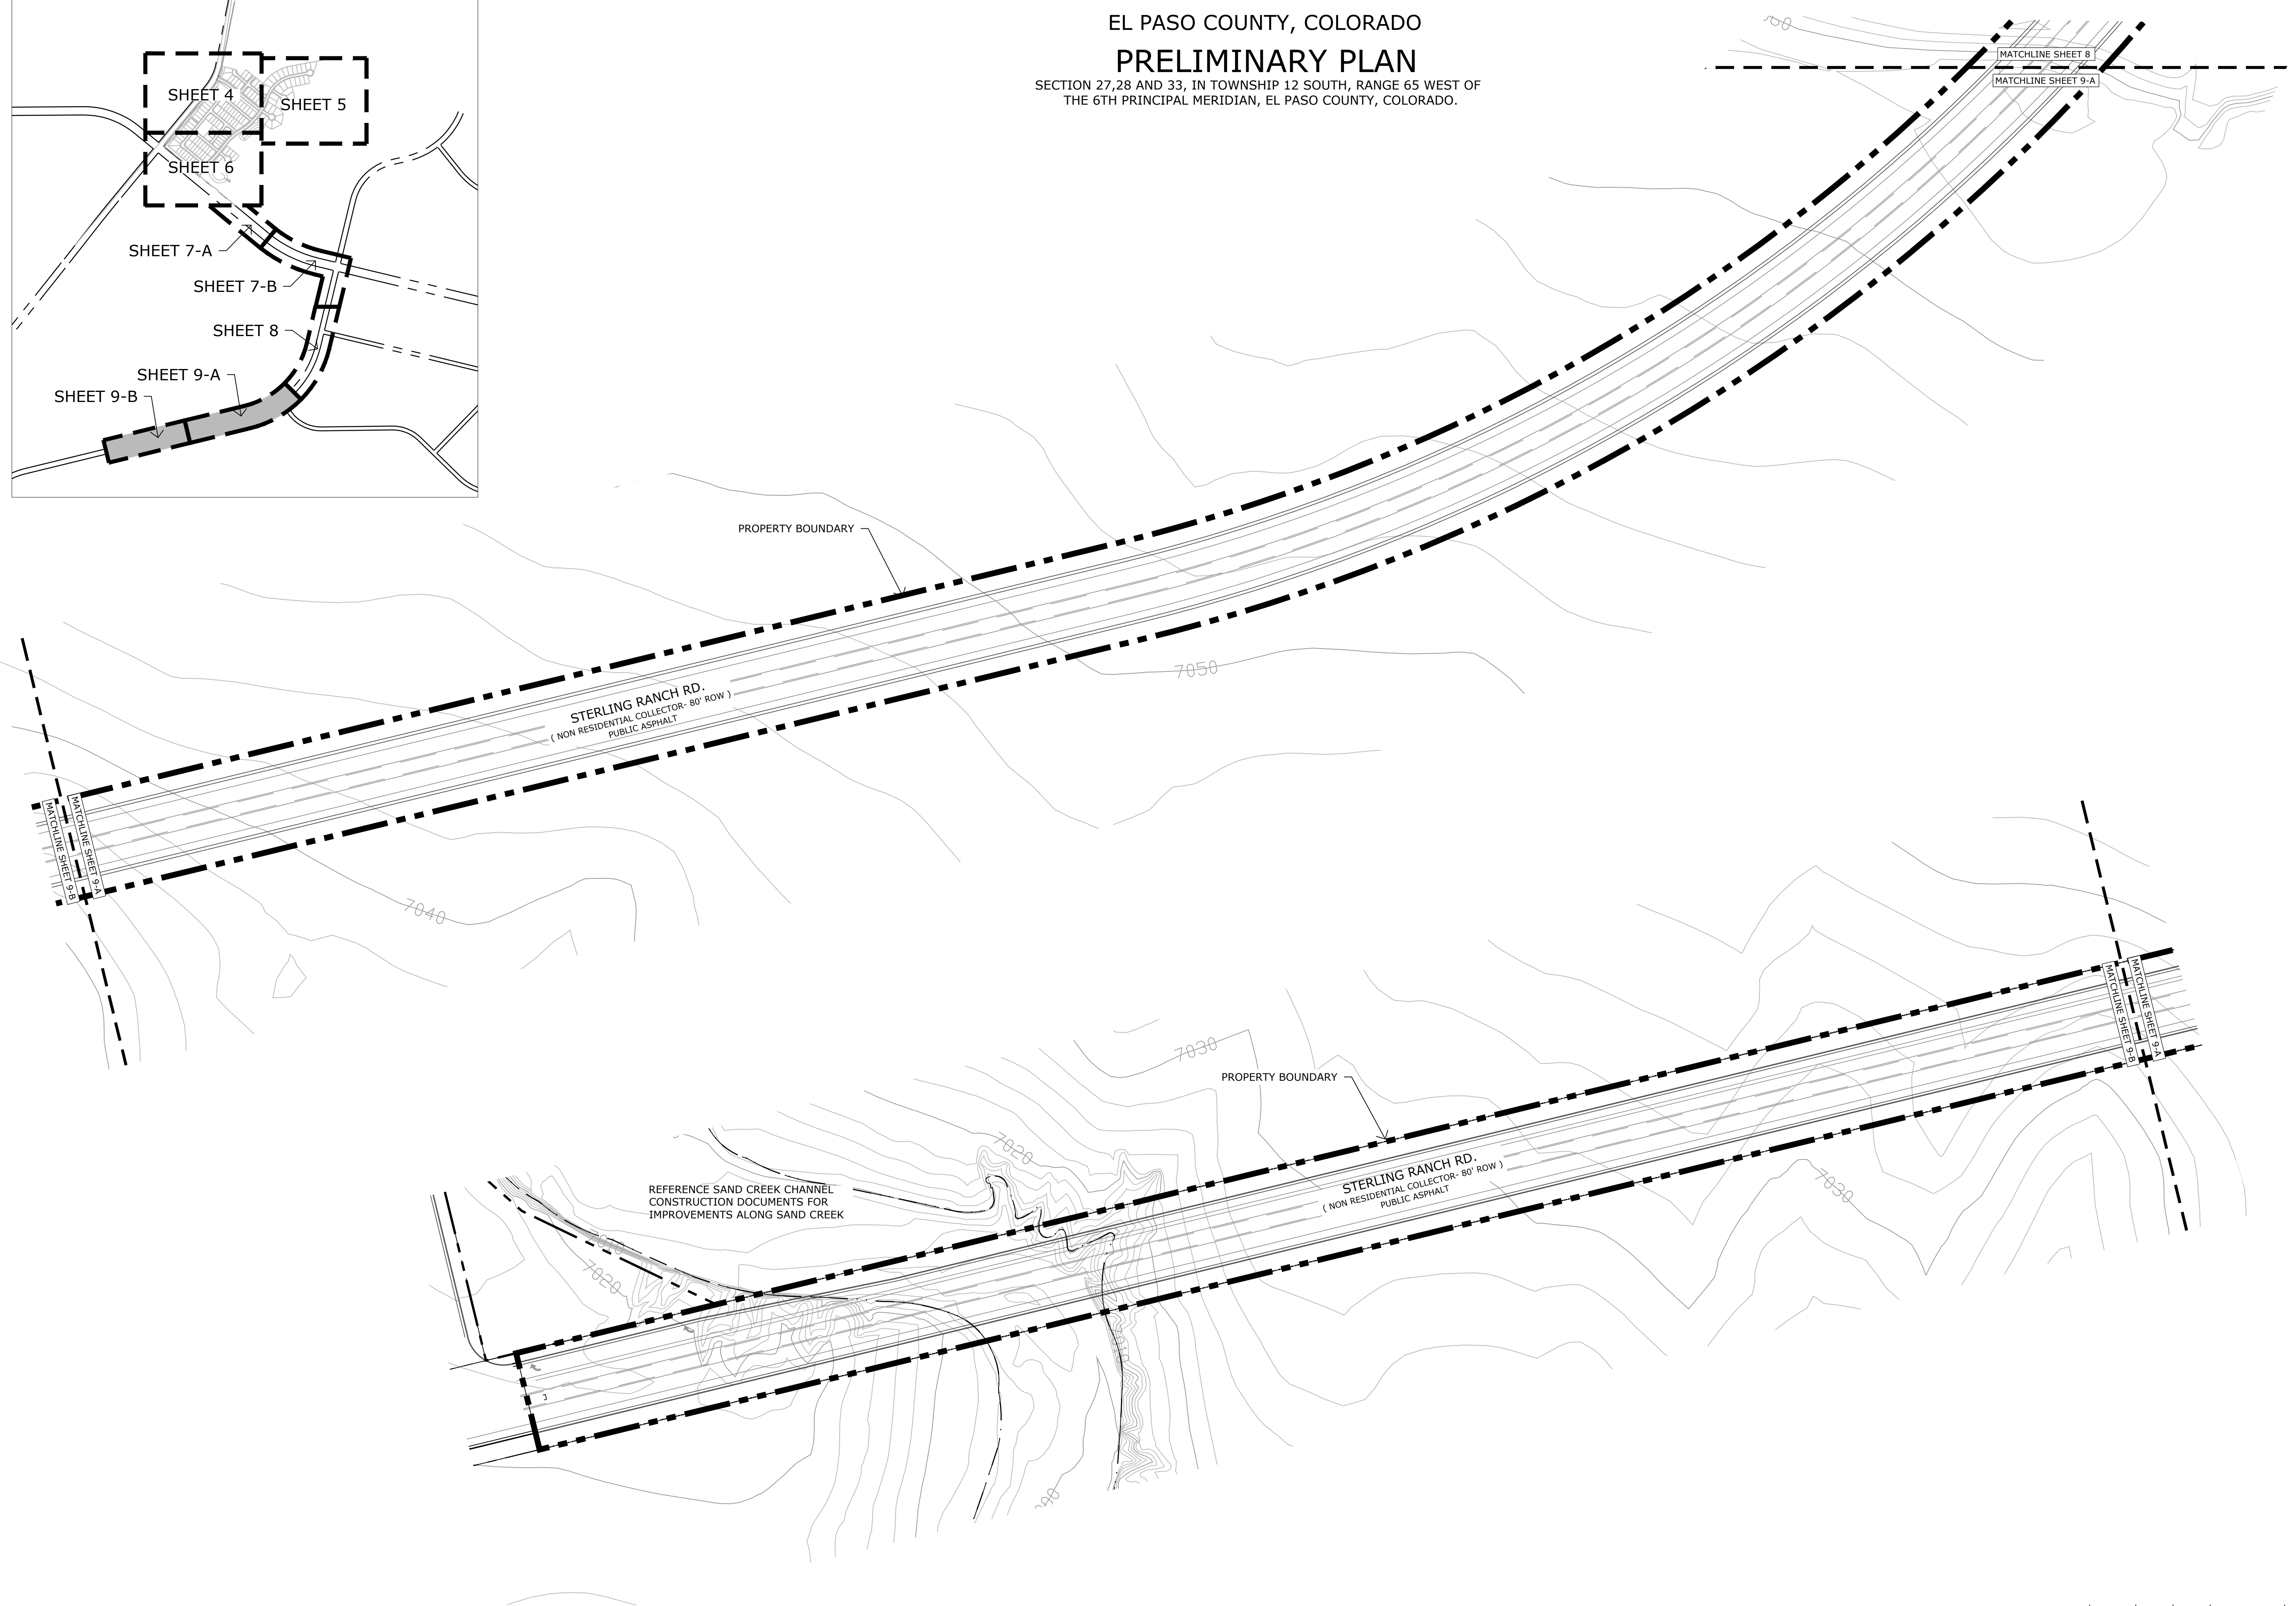 EL PASO COUNTY, COLORADO
PRELIMINARY PLAN
SECTION 27,28 AND 33, IN TOWNSHIP 12 SOUTH, RANGE 65 WEST OF
THE 6TH PRINCIPAL MERIDIAN, EL PASO COUNTY, COLORADO.
SHEET 4
SHEET 5
SHEET 6
SHEET 7-A
SHEET 7-B
SHEET 8
SHEET 9-A
SHEET 9-B
MATCHLINE SHEET 8
MATCHLINE SHEET 9-A
PROPERTY BOUNDARY
7050
STERLING RANCH RD.
( NON RESIDENTIAL COLLECTOR- 80' ROW )
PUBLIC ASPHALT
MATCHLINE SHEET 9-B
MATCHLINE SHEET 9-A
7040
MATCHLINE SHEET 9-B
MATCHLINE SHEET 9-A
7030
PROPERTY BOUNDARY
7020
STERLING RANCH RD.
( NON RESIDENTIAL COLLECTOR- 80' ROW )
PUBLIC ASPHALT
7030
REFERENCE SAND CREEK CHANNEL
CONSTRUCTION DOCUMENTS FOR
IMPROVEMENTS ALONG SAND CREEK
7020